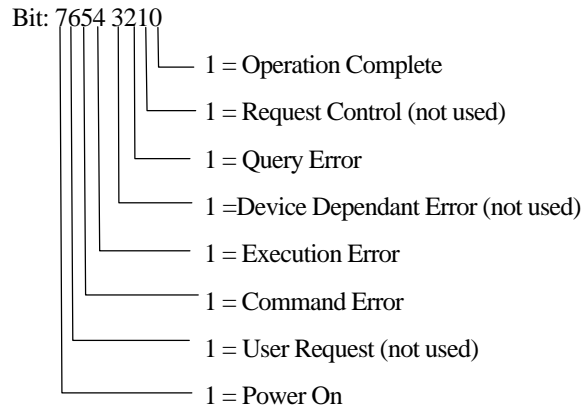 Bit: 7654 3210
1 = Operation Complete
1 = Request Control (not used)
1 = Query Error
1 =Device Dependant Error (not used)
1 = Execution Error
1 = Command Error
1 = User Request (not used)
1 = Power On